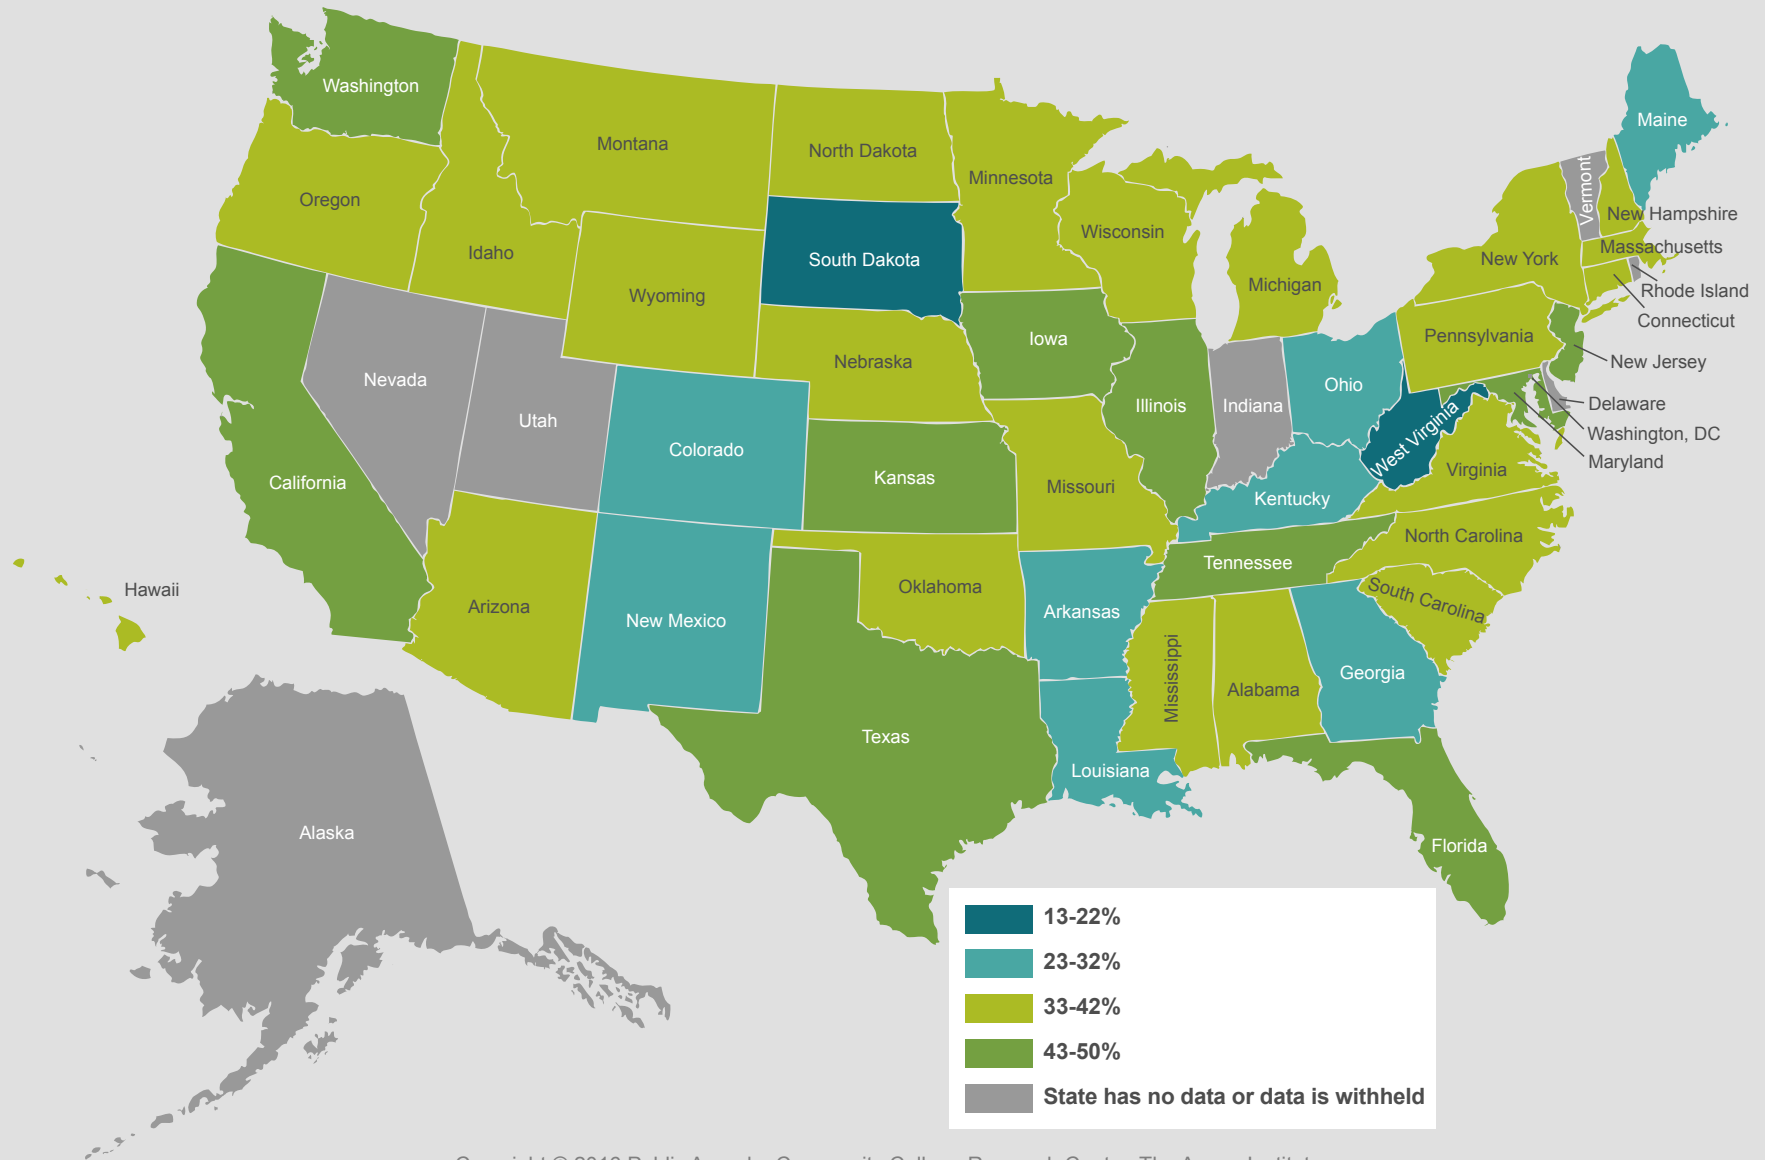 Washington
Montana
North Dakota
Minnesota
Maine
Oregon
Idaho
Wyoming
South Dakota
Wisconsin
Michigan
Vermont
New Hampshire
Massachusetts
New York
Rhode Island
Connecticut
Pennsylvania
New Jersey
Nevada
Utah
Colorado
Nebraska
Iowa
Illinois
Indiana
Ohio
West Virginia
Delaware
Washington, DC
Maryland
California
Kansas
Missouri
Kentucky
Virginia
Hawaii
Arizona
New Mexico
Oklahoma
Arkansas
Tennessee
North Carolina
South Carolina
Mississippi
Alabama
Georgia
Texas
Louisiana
Florida
Alaska
13-22%
23-32%
33-42%
43-50%
State has no data or data is withheld